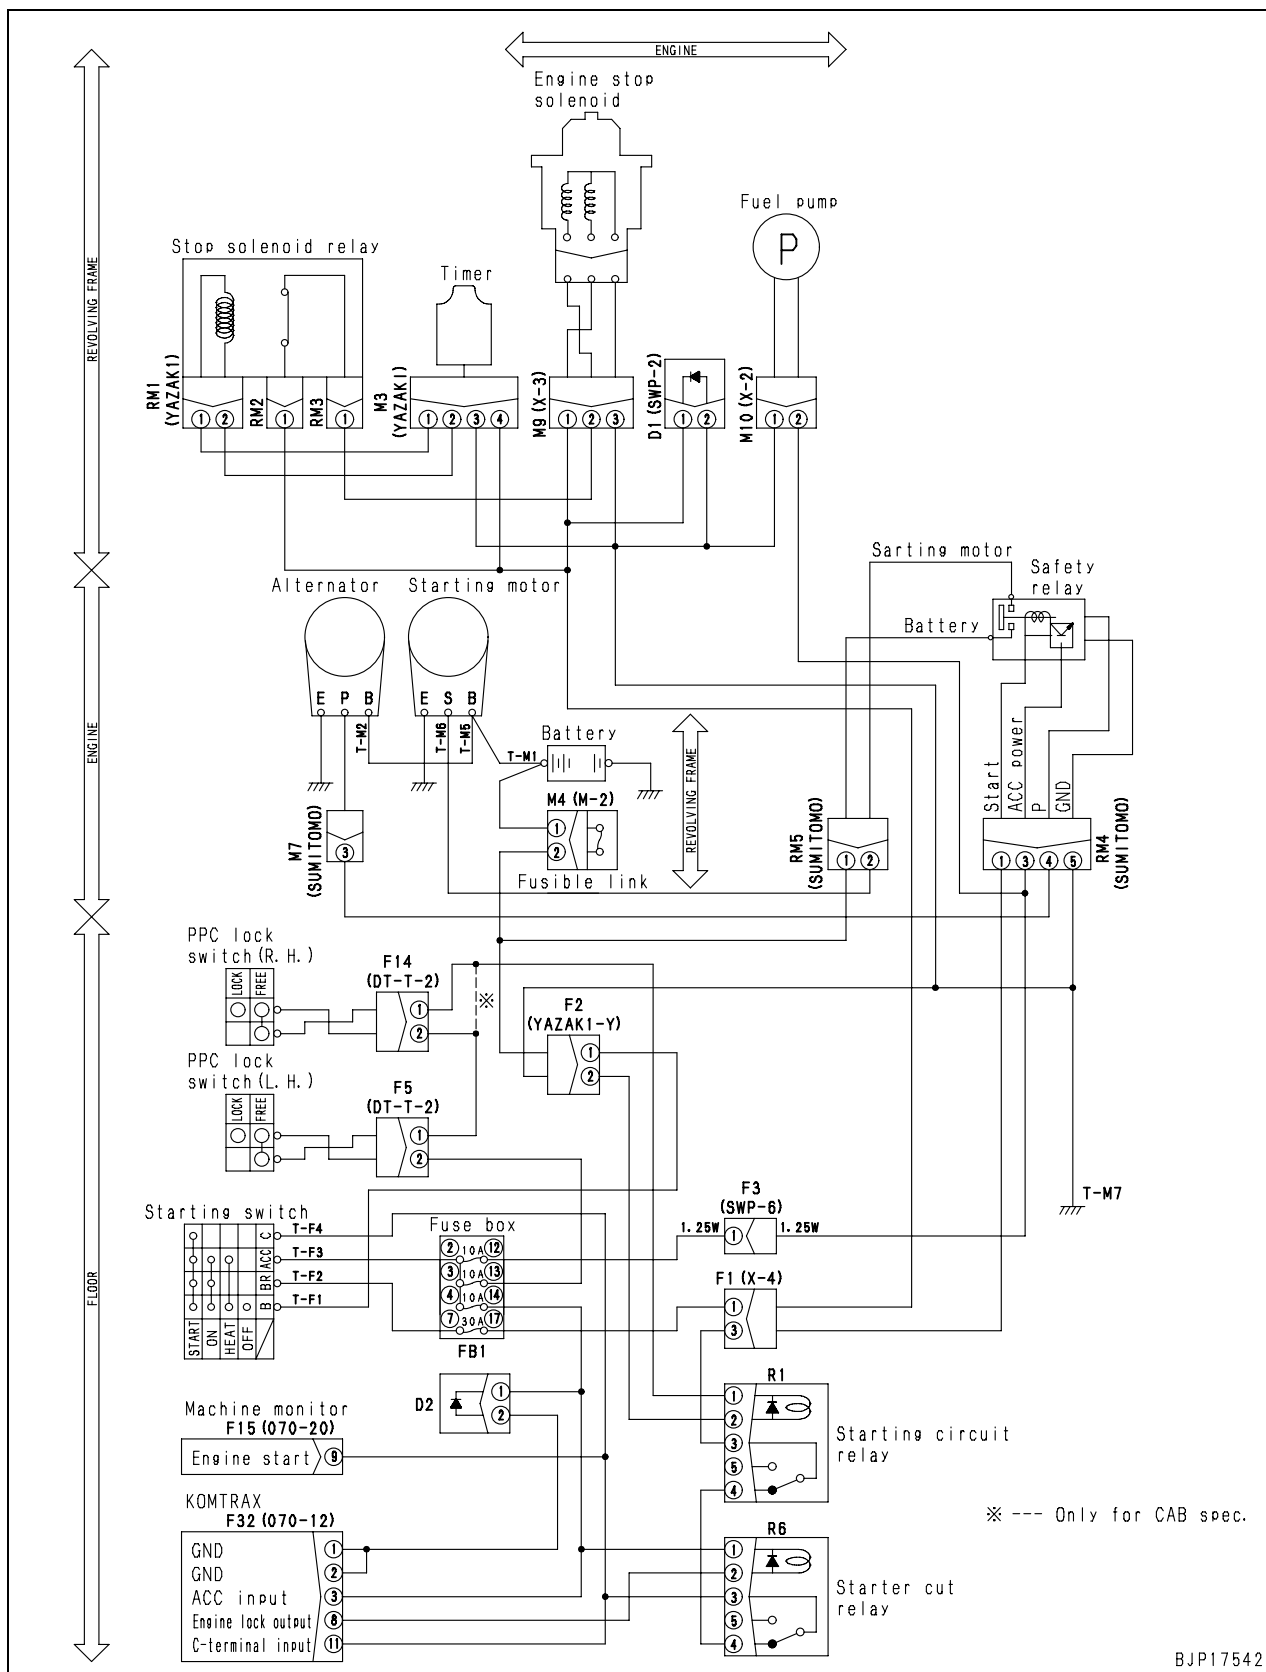 ENGINE
Engine stop
solenoid
Fuel pump
P
Stop solenoid relay
Timer
REVOLVING FRAME
RM1
(YAZAKI)
1 2
RM2
1
RM3
1
M3
(YAZAKI)
1 2 3 4
M9 (X-3)
1 2 3
D1 (SWP-2)
1 2
M10 (X-2)
1 2
Sarting motor
Safety
relay
Battery
Alternator
Starting motor
E P B
E S B
T-M2
T-M6
T-M5
T-M1
Battery
ENGINE
REVOLVING FRAME
M4 (M-2)
1
2
Fusible link
M7
(SUMITOMO)
3
Start
ACC power
P
GND
RM5
(SUMITOMO)
1 2
RM4
(SUMITOMO)
1 3 4 5
PPC lock
switch (R.H.)
LOCK
FREE
F14
(DT-T-2)
1
2
※
F2
(YAZAK1-Y)
1
2
PPC lock
switch (L.H.)
LOCK
FREE
F5
(DT-T-2)
1
2
FLOOR
Starting switch
T-F4
T-F3
T-F2
T-F1
C
ACC
BR
B
START
ON
HEAT
OFF
Fuse box
2 10A 12
3 10A 13
4 10A 14
7 30A 17
FB1
F3
(SWP-6)
1.25W 1 1.25W
T-M7
F1 (X-4)
1
3
D2
1
2
R1
1
2
3
5
4
Starting circuit
relay
Machine monitor
F15 (070-20)
Engine start 9
KOMTRAX
F32 (070-12)
GND 1
GND 2
ACC input 3
Engine lock output 8
C-terminal input 11
R6
1
2
3
5
4
Starter cut
relay
※ --- Only for CAB spec.
BJP17542